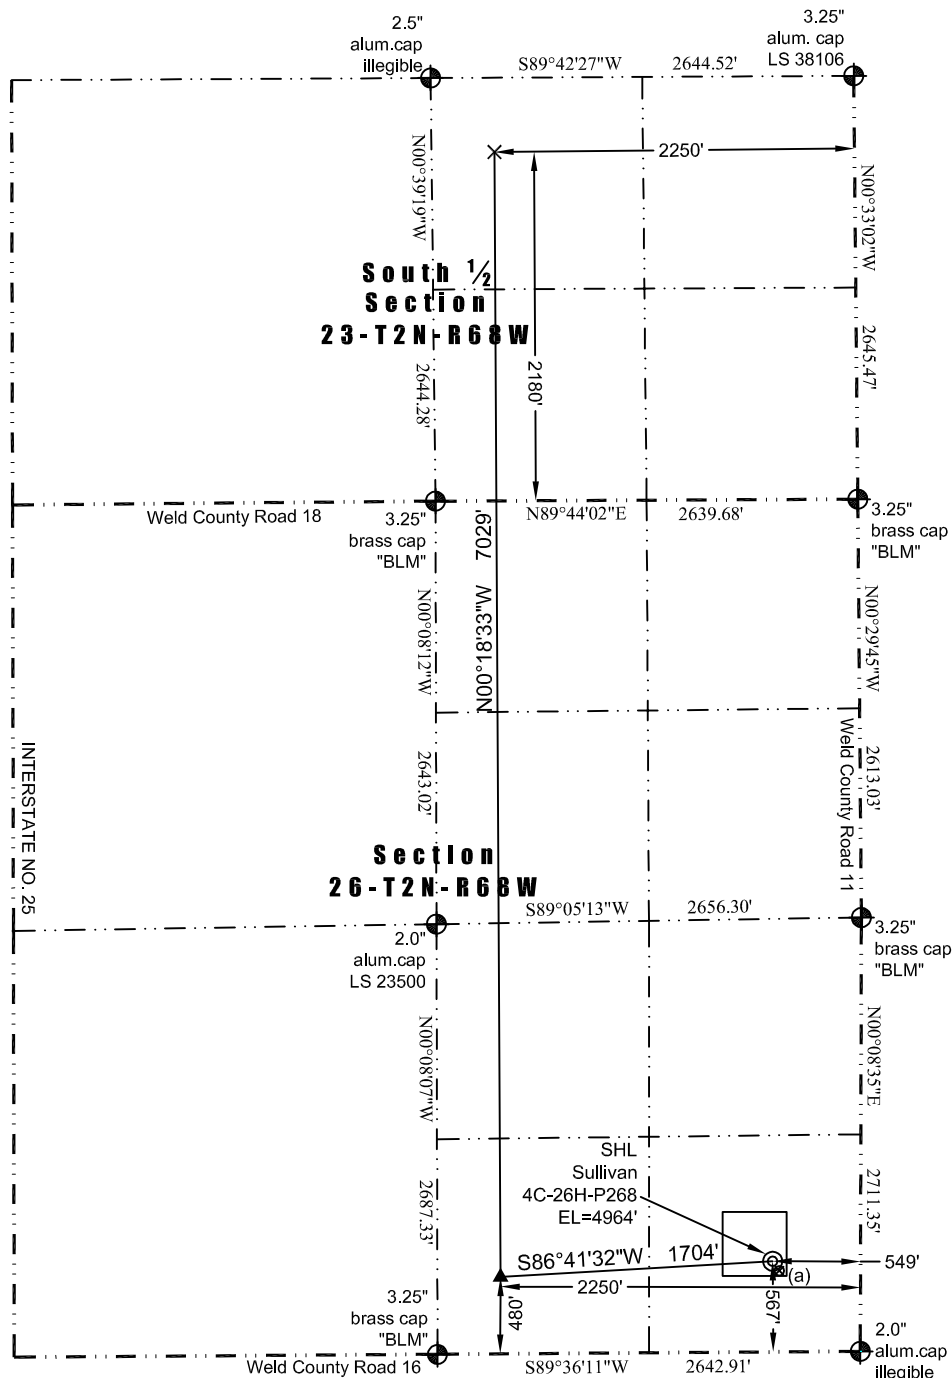 2.5"
alum.cap
illegible
3.25"
alum. cap
LS 38106
S89°42'27"W 2644.52'
2250'
N00°39'19"W
N00°33'02"W
South ½
Section
23-T2N-R68W
2644.28'
2180'
2645.47'
Weld County Road 18
3.25"
brass cap
"BLM"
N89°44'02"E 2639.68'
3.25"
brass cap
"BLM"
N00°18'33"W 7029'
N00°08'12"W
N00°29'45"W
INTERSTATE NO. 25
2643.02'
Weld County Road 11
2613.03'
Section
26-T2N-R68W
S89°05'13"W 2656.30'
2.0"
alum.cap
LS 23500
3.25"
brass cap
"BLM"
N00°08'07"W
N00°08'35"E
SHL
Sullivan
4C-26H-P268
EL=4964'
2687.33'
2711.35'
S86°41'32"W 1704'
549'
(a)
2250'
480'
567'
3.25"
brass cap
"BLM"
2.0"
alum.cap
illegible
Weld County Road 16
S89°36'11"W 2642.91'